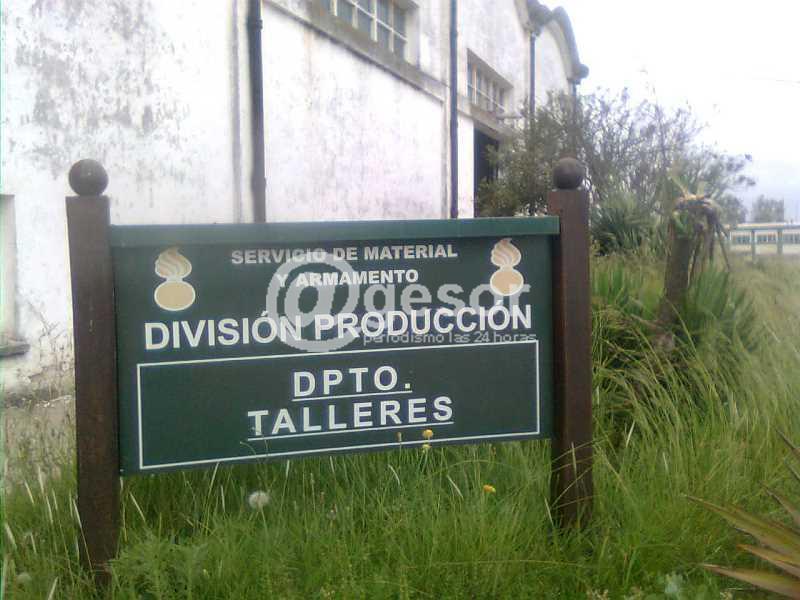 SERVICIO DE MATERIAL
Y ARMAMENTO
@gesor
DIVISIÓN PRODUCCIÓN
periodismo las 24 horas
DPTO.
TALLERES